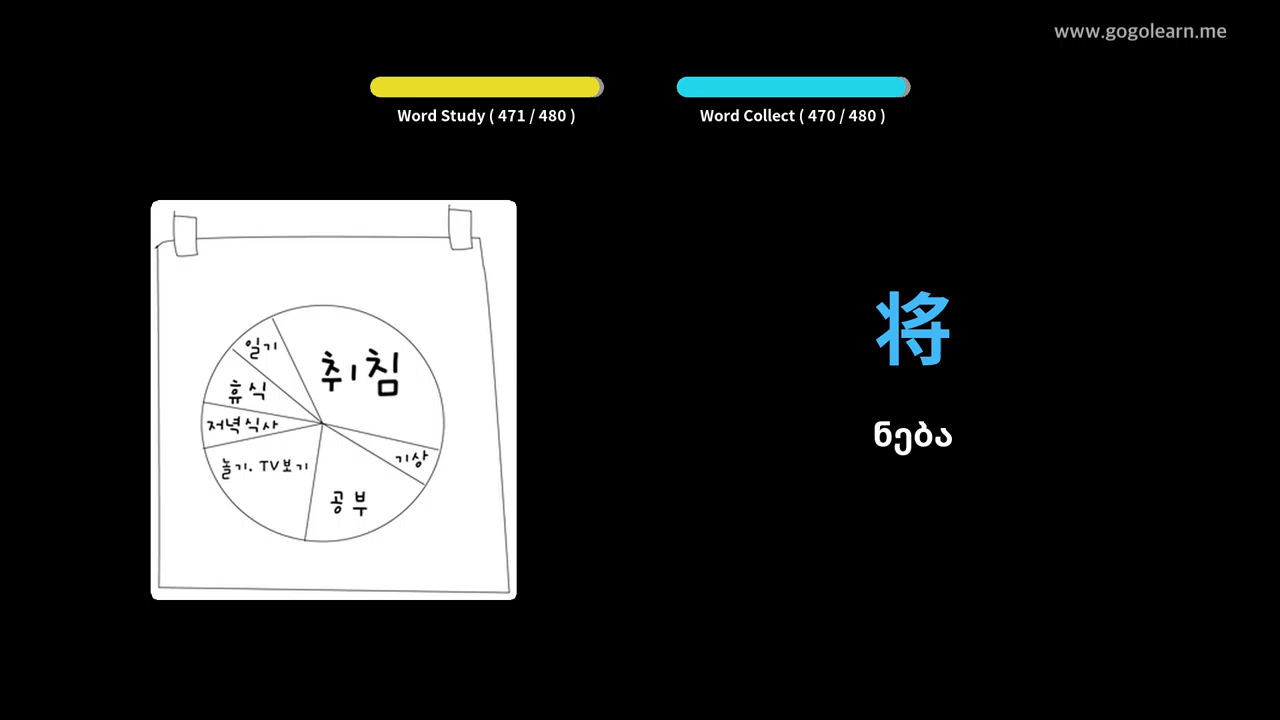 www.gogolearn.me
Word Study ( 471 / 480 )
Word Collect ( 470 / 480 )
일기
취침
휴식
저녁식사
놀기. TV보기
기상
공부
将
ნება